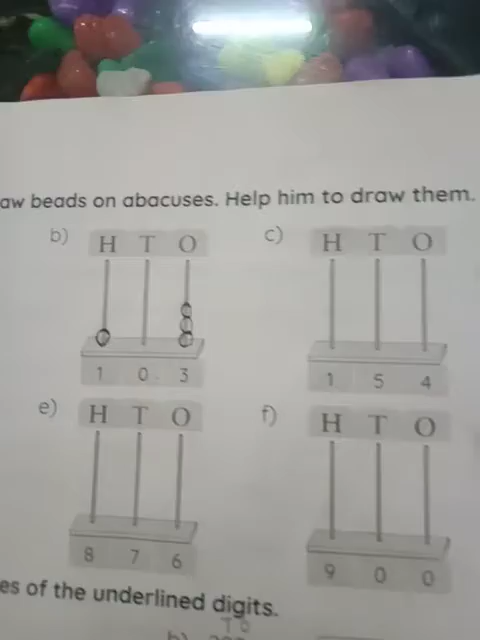 aw beads on abacuses. Help him to draw them.
b) H T O c) H T O
1 0 3 1 5 4
e) H T O f) H T O
8 7 6 9 0 0
es of the underlined digits.
T O